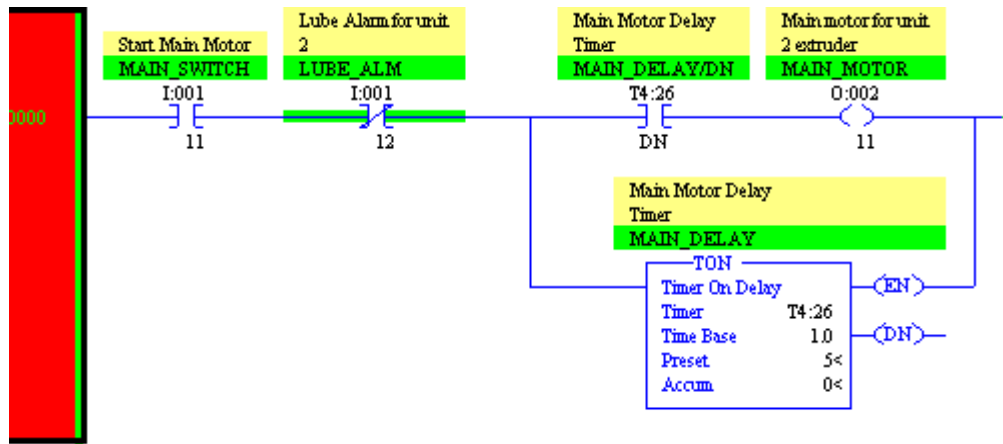 Start Main Motor
MAIN_SWITCH
I:001
11
Lube Alarm for unit
2
LUBE_ALM
I:001
12
Main Motor Delay
Timer
MAIN_DELAY/DN
T4:26
DN
Main motor for unit
2 extruder
MAIN_MOTOR
O:002
11
0000
Main Motor Delay
Timer
MAIN_DELAY
TON
Timer On Delay
Timer T4:26
Time Base 1.0
Preset 5<
Accum 0<
EN
DN